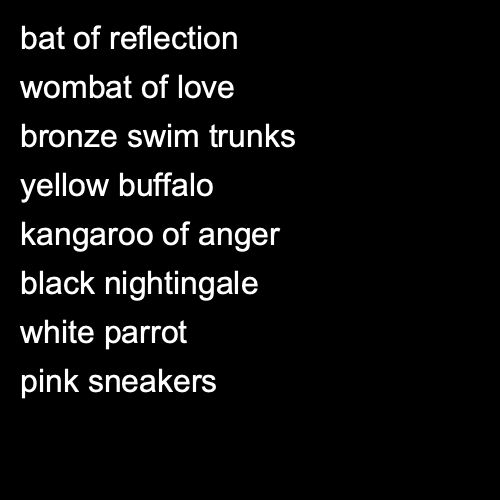 bat of reflection
wombat of love
bronze swim trunks
yellow buffalo
kangaroo of anger
black nightingale
white parrot
pink sneakers